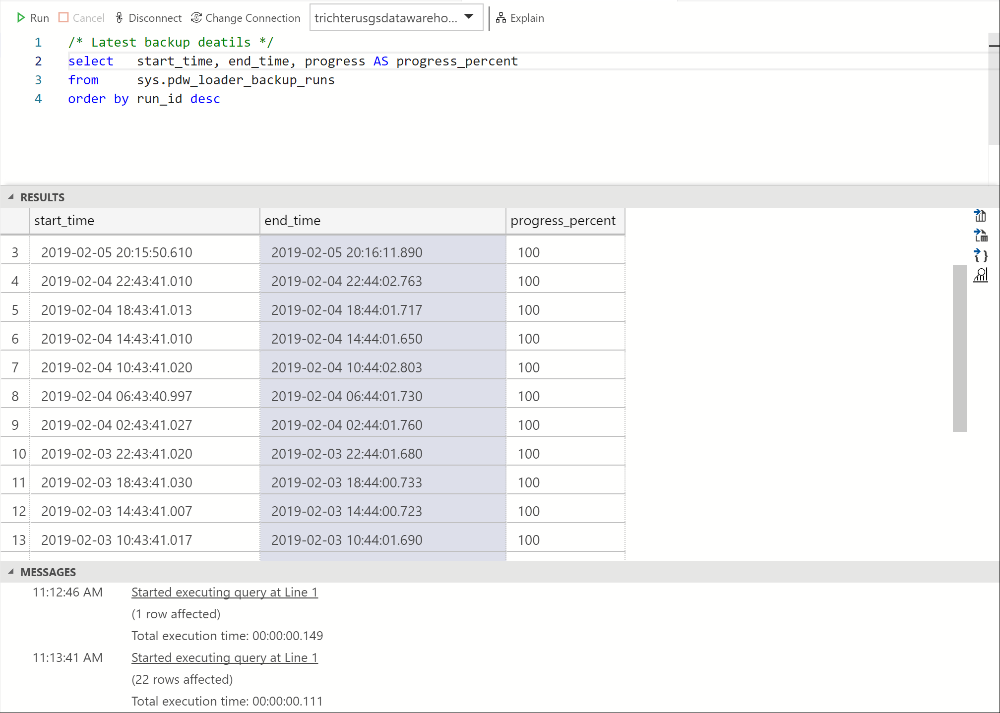 Run Cancel Disconnect Change Connection trichterusgsdatawareho... Explain
1 /* Latest backup deatils */
2 select start_time, end_time, progress AS progress_percent
3 from sys.pdw_loader_backup_runs
4 order by run_id desc
RESULTS
start_time end_time progress_percent
3 2019-02-05 20:15:50.610 2019-02-05 20:16:11.890 100
4 2019-02-04 22:43:41.010 2019-02-04 22:44:02.763 100
5 2019-02-04 18:43:41.013 2019-02-04 18:44:01.717 100
6 2019-02-04 14:43:41.010 2019-02-04 14:44:01.650 100
7 2019-02-04 10:43:41.020 2019-02-04 10:44:02.803 100
8 2019-02-04 06:43:40.997 2019-02-04 06:44:01.730 100
9 2019-02-04 02:43:41.027 2019-02-04 02:44:01.760 100
10 2019-02-03 22:43:41.020 2019-02-03 22:44:01.680 100
11 2019-02-03 18:43:41.030 2019-02-03 18:44:00.733 100
12 2019-02-03 14:43:41.007 2019-02-03 14:44:00.723 100
13 2019-02-03 10:43:41.017 2019-02-03 10:44:01.690 100
MESSAGES
11:12:46 AM Started executing query at Line 1
(1 row affected)
Total execution time: 00:00:00.149
11:13:41 AM Started executing query at Line 1
(22 rows affected)
Total execution time: 00:00:00.111